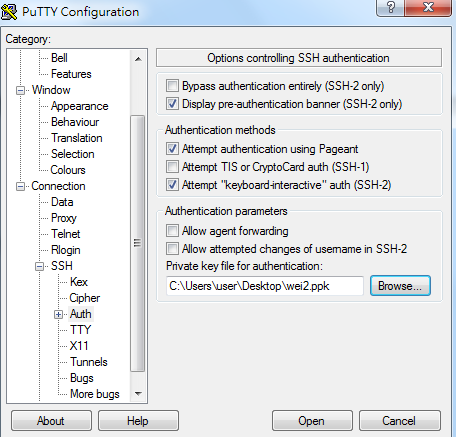 PuTTY Configuration
?
Category:
Bell
Features
Window
Appearance
Behaviour
Translation
Selection
Colours
Connection
Data
Proxy
Telnet
Rlogin
SSH
Kex
Cipher
Auth
TTY
X11
Tunnels
Bugs
More bugs
Options controlling SSH authentication
Bypass authentication entirely (SSH-2 only)
Display pre-authentication banner (SSH-2 only)
Authentication methods
Attempt authentication using Pageant
Attempt TIS or CryptoCard auth (SSH-1)
Attempt "keyboard-interactive" auth (SSH-2)
Authentication parameters
Allow agent forwarding
Allow attempted changes of username in SSH-2
Private key file for authentication:
C:\Users\user\Desktop\wei2.ppk
Browse...
About
Help
Open
Cancel